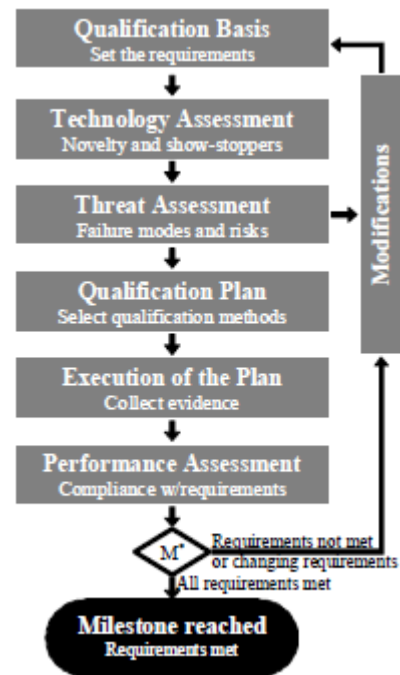 Qualification Basis
Set the requirements
Technology Assessment
Novelty and show-stoppers
Threat Assessment
Failure modes and risks
Modifications
Qualification Plan
Select qualification methods
Execution of the Plan
Collect evidence
Performance Assessment
Compliance w/requirements
M*
Requirements not met
or changing requirements
All requirements met
Milestone reached
Requirements met